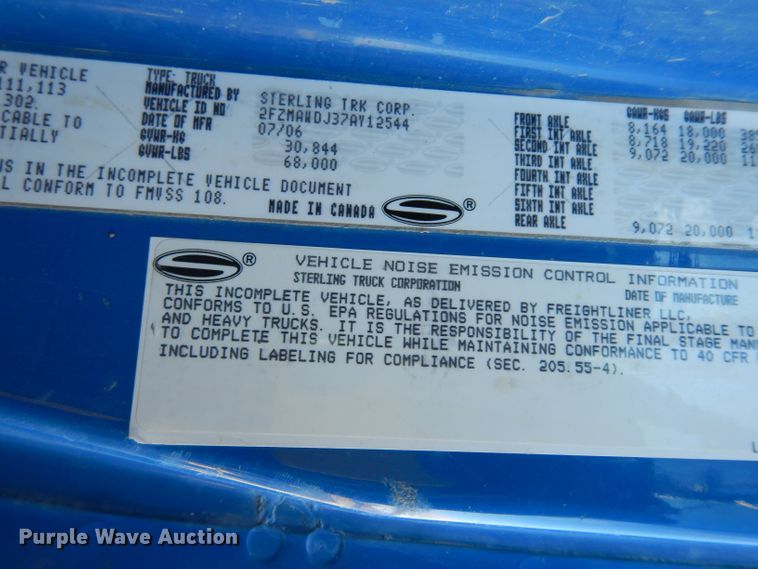 R VEHICLE
111,113
302.
CABLE TO
TIALLY
NS IN THE INCOMPLETE VEHICLE DOCUMENT
L CONFORM TO FMVSS 108.
TYPE: TRUCK
MANUFACTURED BY STERLING TRK CORP
VEHICLE ID NO 2FZMAWDJ37AY12544
DATE OF MFR 07/06
GVWR-KG 30,844
GVWR-LBS 68,000
MADE IN CANADA ®
GAWR-KGS GAWR-LBS
FRONT AXLE 8,164 18,000 385
FIRST INT AXLE 8,718 19,220
SECOND INT AXLE 9,072 20,000 11
THIRD INT AXLE
FOURTH INT AXLE
FIFTH INT AXLE
SIXTH INT AXLE
REAR AXLE 9,072 20,000 1
®
VEHICLE NOISE EMISSION CONTROL INFORMATION
STERLING TRUCK CORPORATION DATE OF MANUFACTURE
THIS INCOMPLETE VEHICLE, AS DELIVERED BY FREIGHTLINER LLC,
CONFORMS TO U.S. EPA REGULATIONS FOR NOISE EMISSION APPLICABLE TO
AND HEAVY TRUCKS. IT IS THE RESPONSIBILITY OF THE FINAL STAGE MAN
TO COMPLETE THIS VEHICLE WHILE MAINTAINING CONFORMANCE TO 40 CFR
INCLUDING LABELING FOR COMPLIANCE (SEC. 205.55-4).
L
Purple Wave Auction